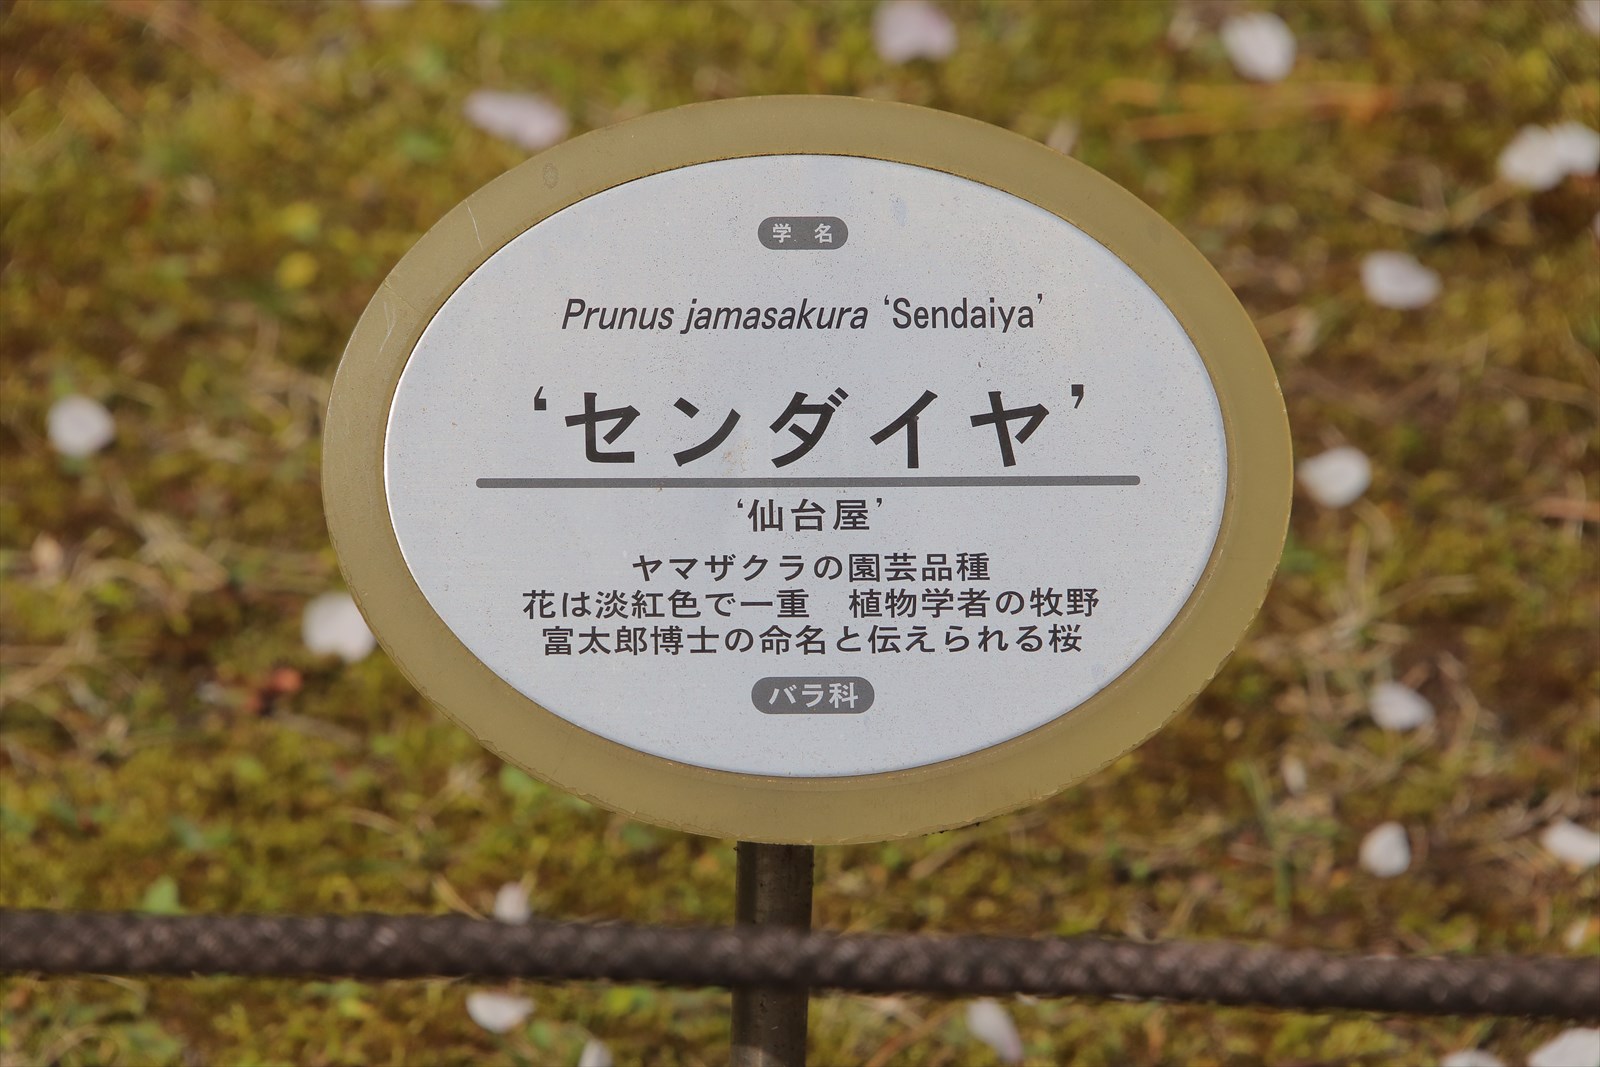 学 名
Prunus jamasakura ‘Sendaiya’
‘センダイヤ’
‘仙台屋’
ヤマザクラの園芸品種
花は淡紅色で一重　植物学者の牧野
富太郎博士の命名と伝えられる桜
バラ科